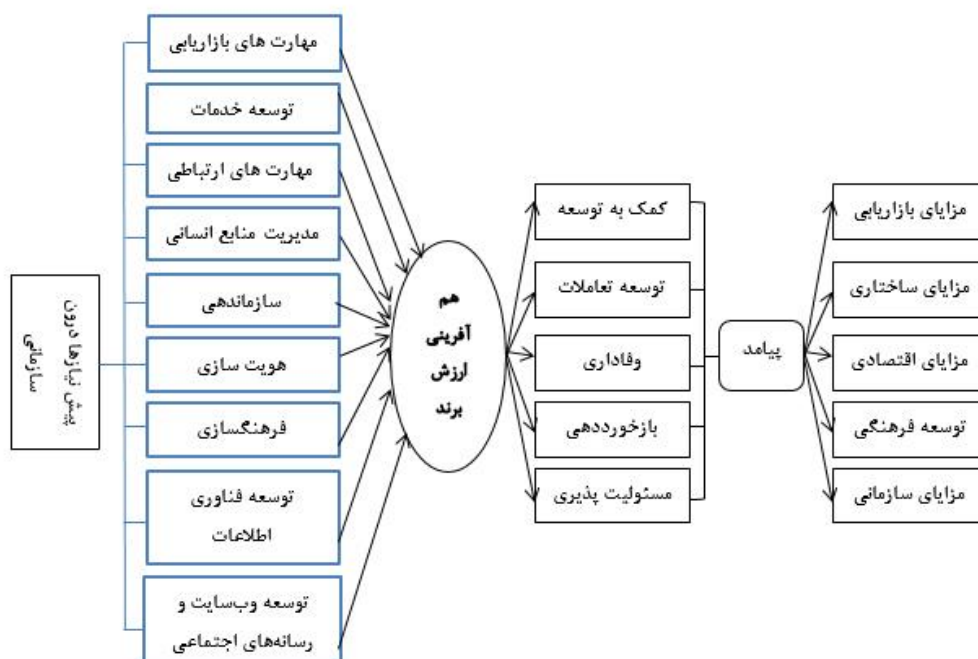 پیش نیازها درون
سازمانی
مهارت های بازاریابی
توسعه خدمات
مهارت های ارتباطی
مدیریت منابع انسانی
سازماندهی
هویت سازی
فرهنگسازی
توسعه فناوری
اطلاعات
توسعه وب‌سایت و
رسانه‌های اجتماعی
هم
آفرینی
ارزش
برند
کمک به توسعه
توسعه تعاملات
وفاداری
بازخورددهی
مسئولیت پذیری
پیامد
مزایای بازاریابی
مزایای ساختاری
مزایای اقتصادی
توسعه فرهنگی
مزایای سازمانی